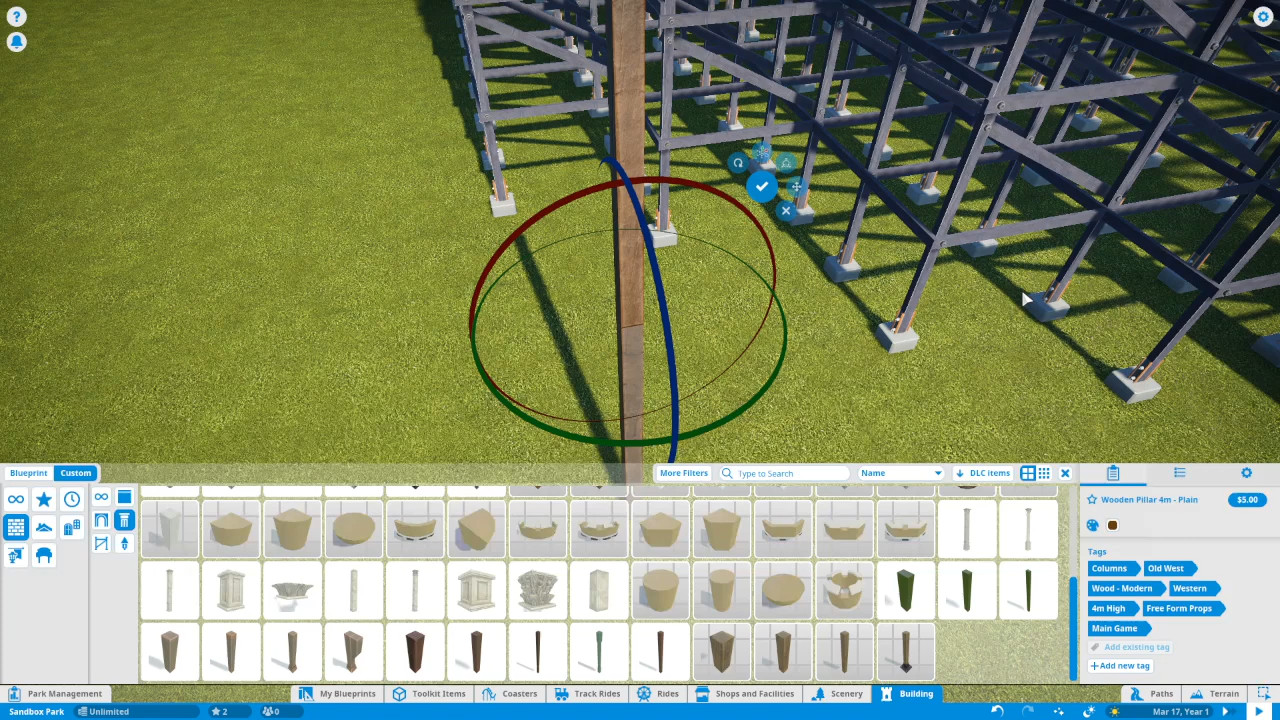 ?
Blueprint
Custom
More Filters
Type to Search
Name
DLC items
Wooden Pillar 4m - Plain
$5.00
Tags
Columns
Old West
Wood - Modern
Western
4m High
Free Form Props
Main Game
Add existing tag
+Add new tag
Park Management
My Blueprints
Toolkit Items
Coasters
Track Rides
Rides
Shops and Facilities
Scenery
Building
Paths
Terrain
Sandbox Park
Unlimited
2
0
Mar 17, Year 1